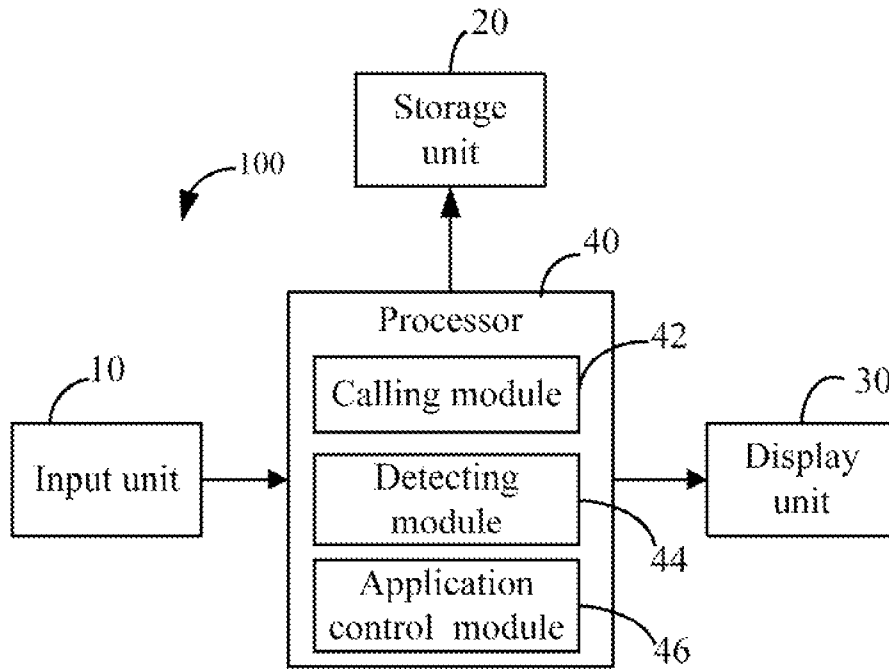 20
Storage
unit
100
40
Processor
42
Calling module
10
Input unit
30
Display
unit
Detecting
module
44
Application
control module
46